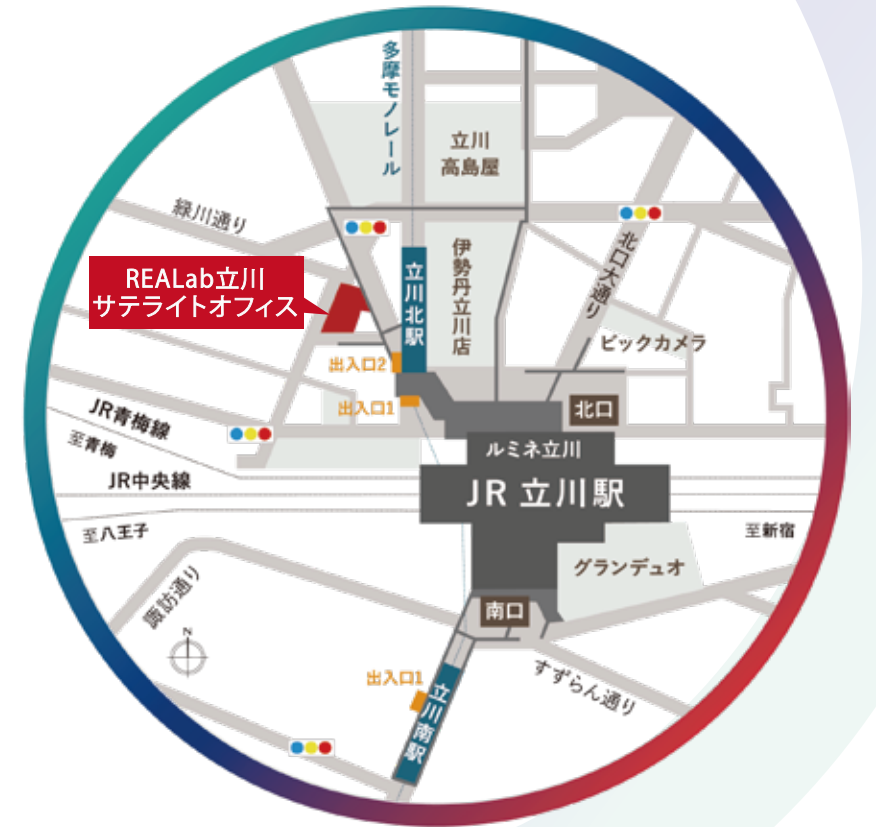 多摩モノレール
立川
高島屋
緑川通り
北口大通り
REALab立川
サテライトオフィス
立川北駅
伊勢丹立川店
ビックカメラ
出入口2
出入口1
北口
JR青梅線
至青梅
ルミネ立川
JR中央線
JR 立川駅
至八王子
至新宿
グランデュオ
諏訪通り
南口
N
すずらん通り
出入口1
立川南駅